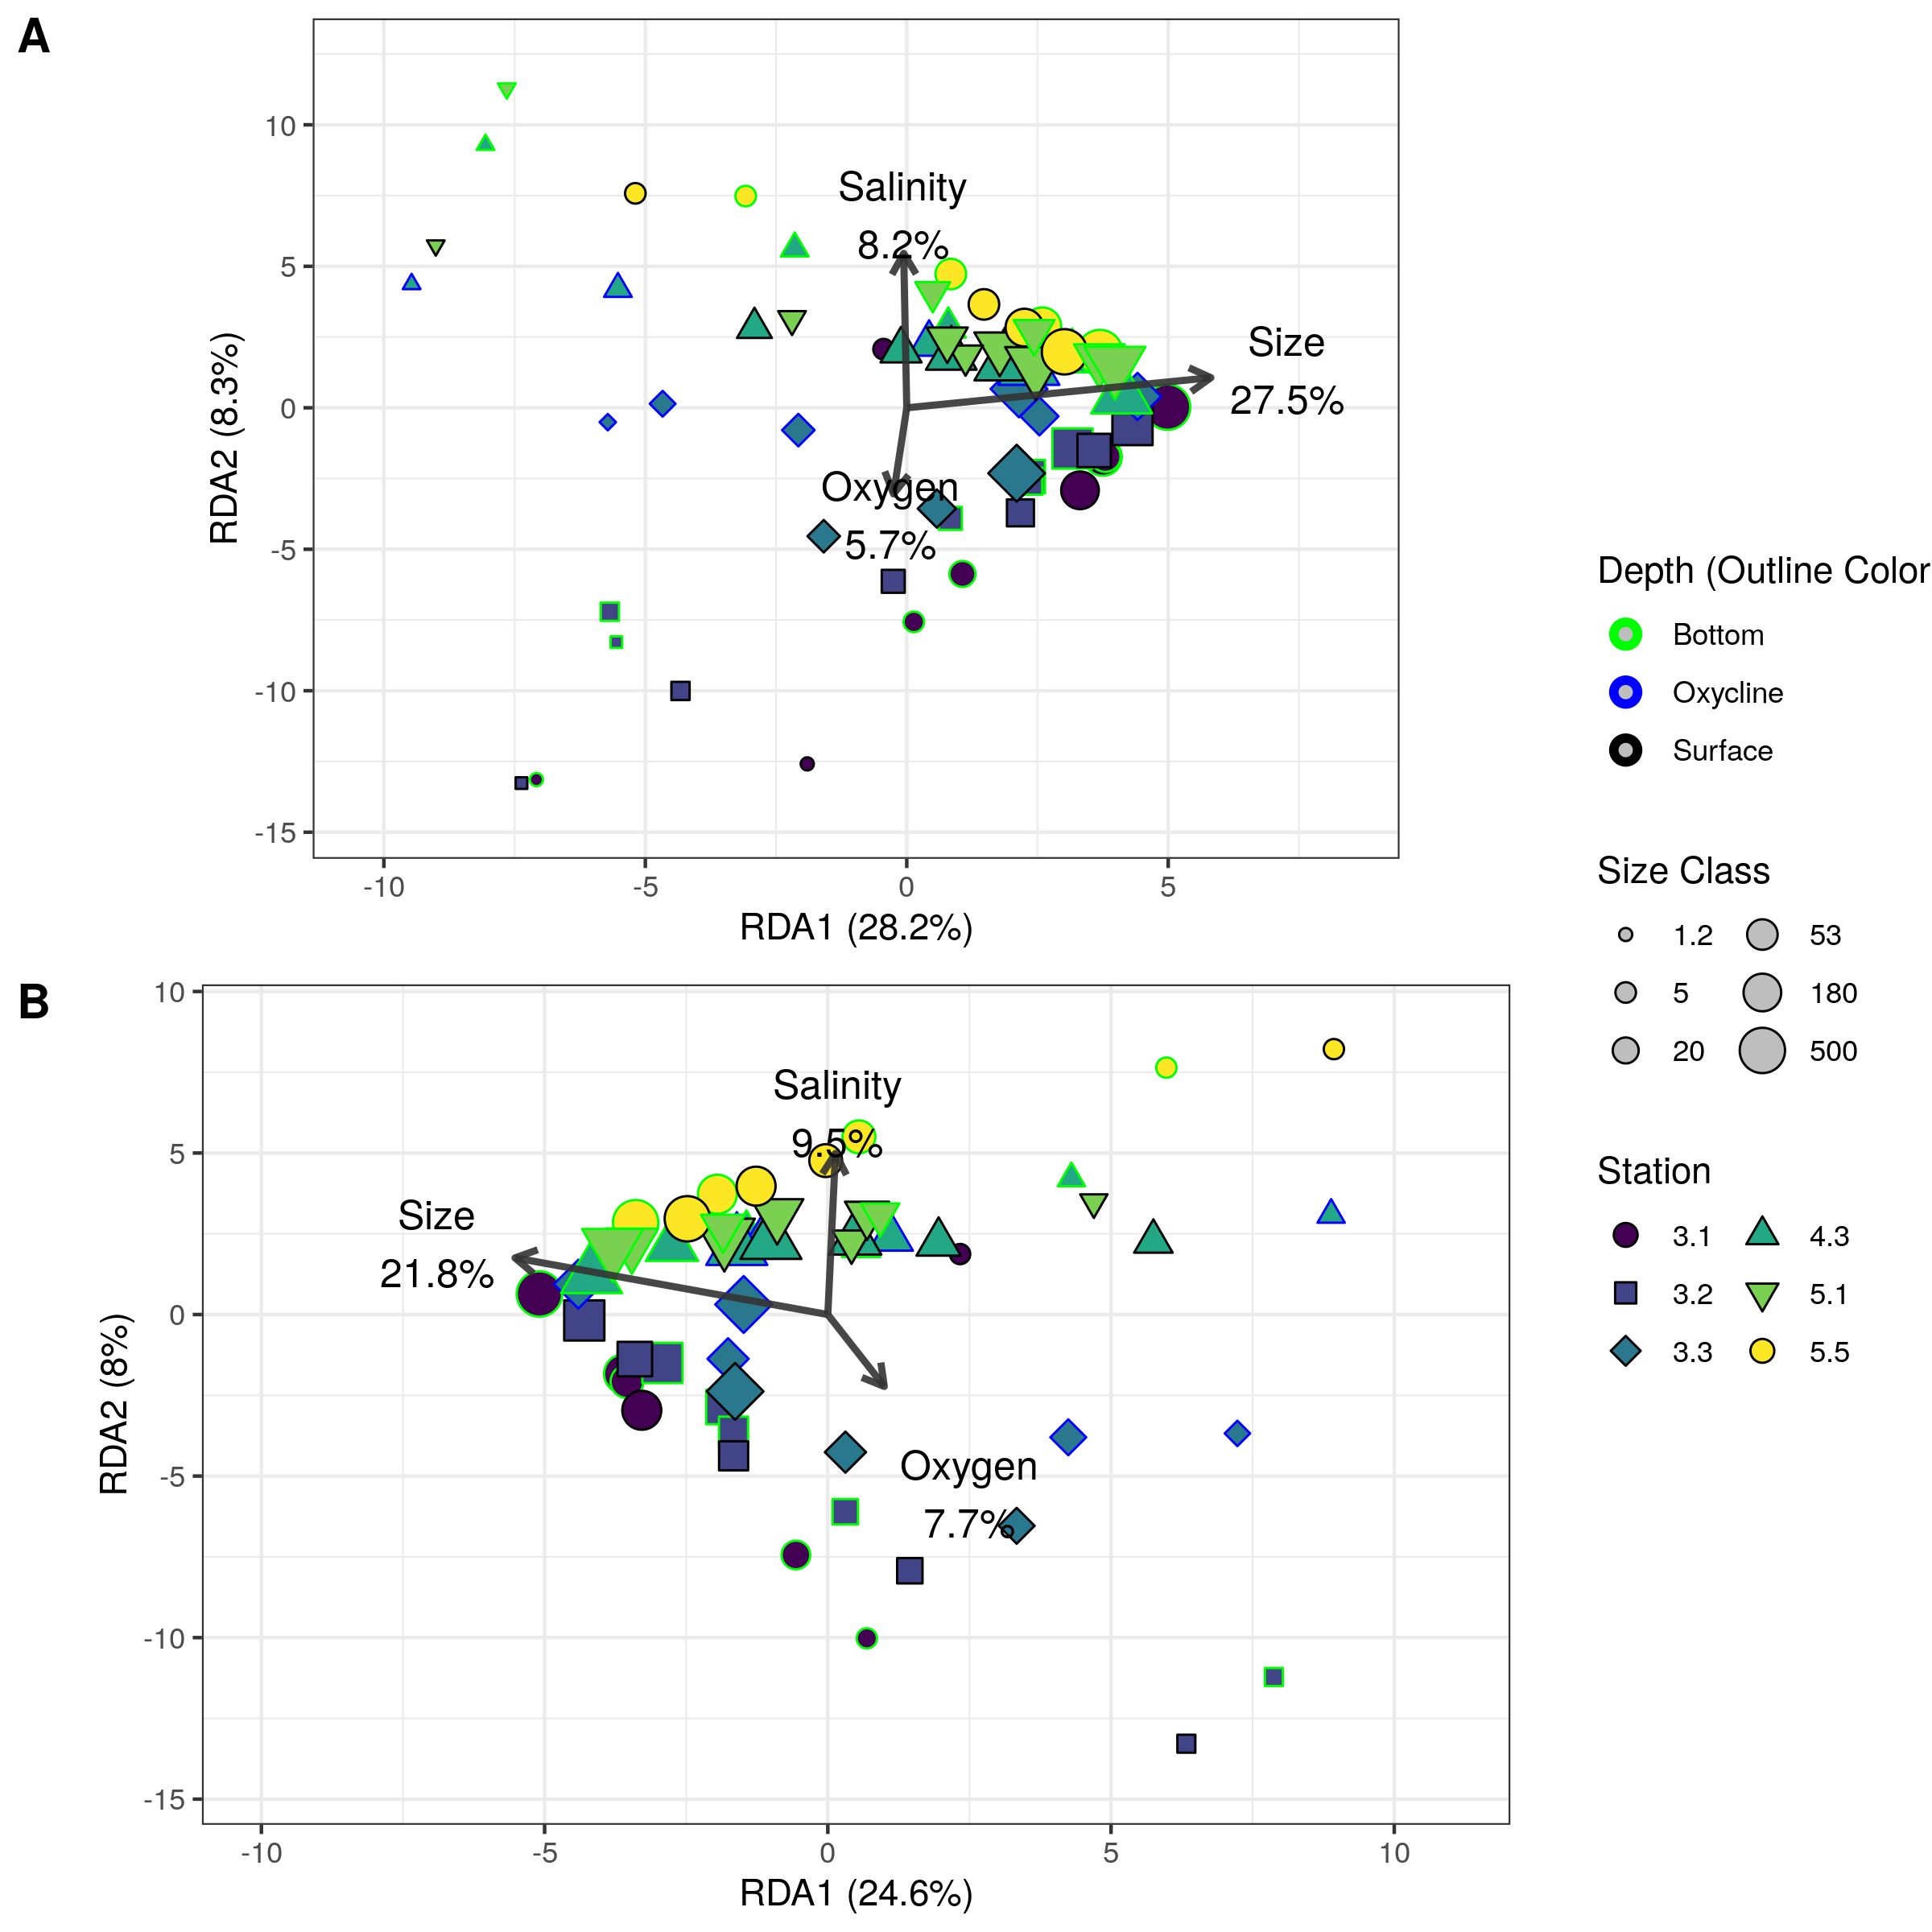 A
Salinity
8.2%
Size
27.5%
Oxygen
5.7%
10
5
0
-5
-10
-15
-10
-5
0
5
RDA2 (8.3%)
RDA1 (28.2%)
B
Salinity
9.5%
Size
21.8%
Oxygen
7.7%
10
5
0
-5
-10
-15
-10
-5
0
5
10
RDA2 (8%)
RDA1 (24.6%)
Depth (Outline Color
Bottom
Oxycline
Surface
Size Class
1.2 53
5 180
20 500
Station
3.1 4.3
3.2 5.1
3.3 5.5